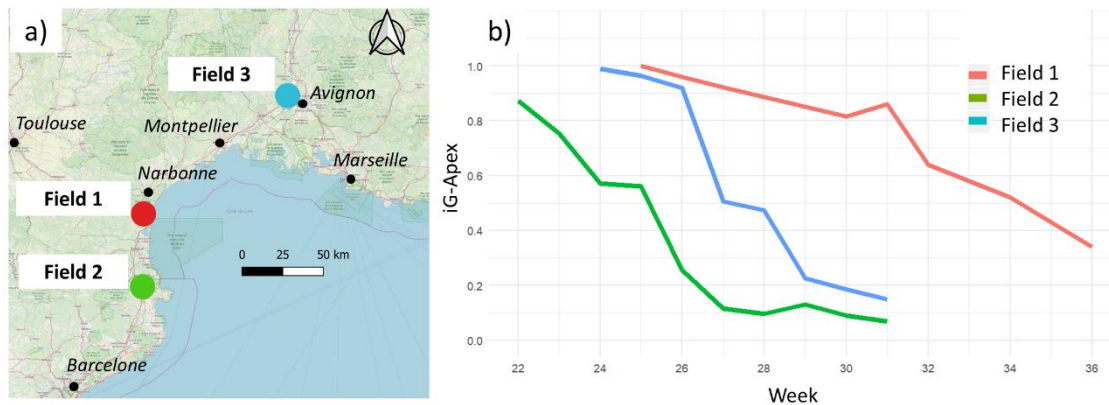 a)
Field 3
Avignon
Toulouse
Montpellier
Marseille
Narbonne
Field 1
Field 2
0 25 50 km
Barcelone
b)
1.0
0.8
0.6
0.4
0.2
0.0
iG-Apex
22 24 26 28 30 32 34 36
Week
Field 1
Field 2
Field 3